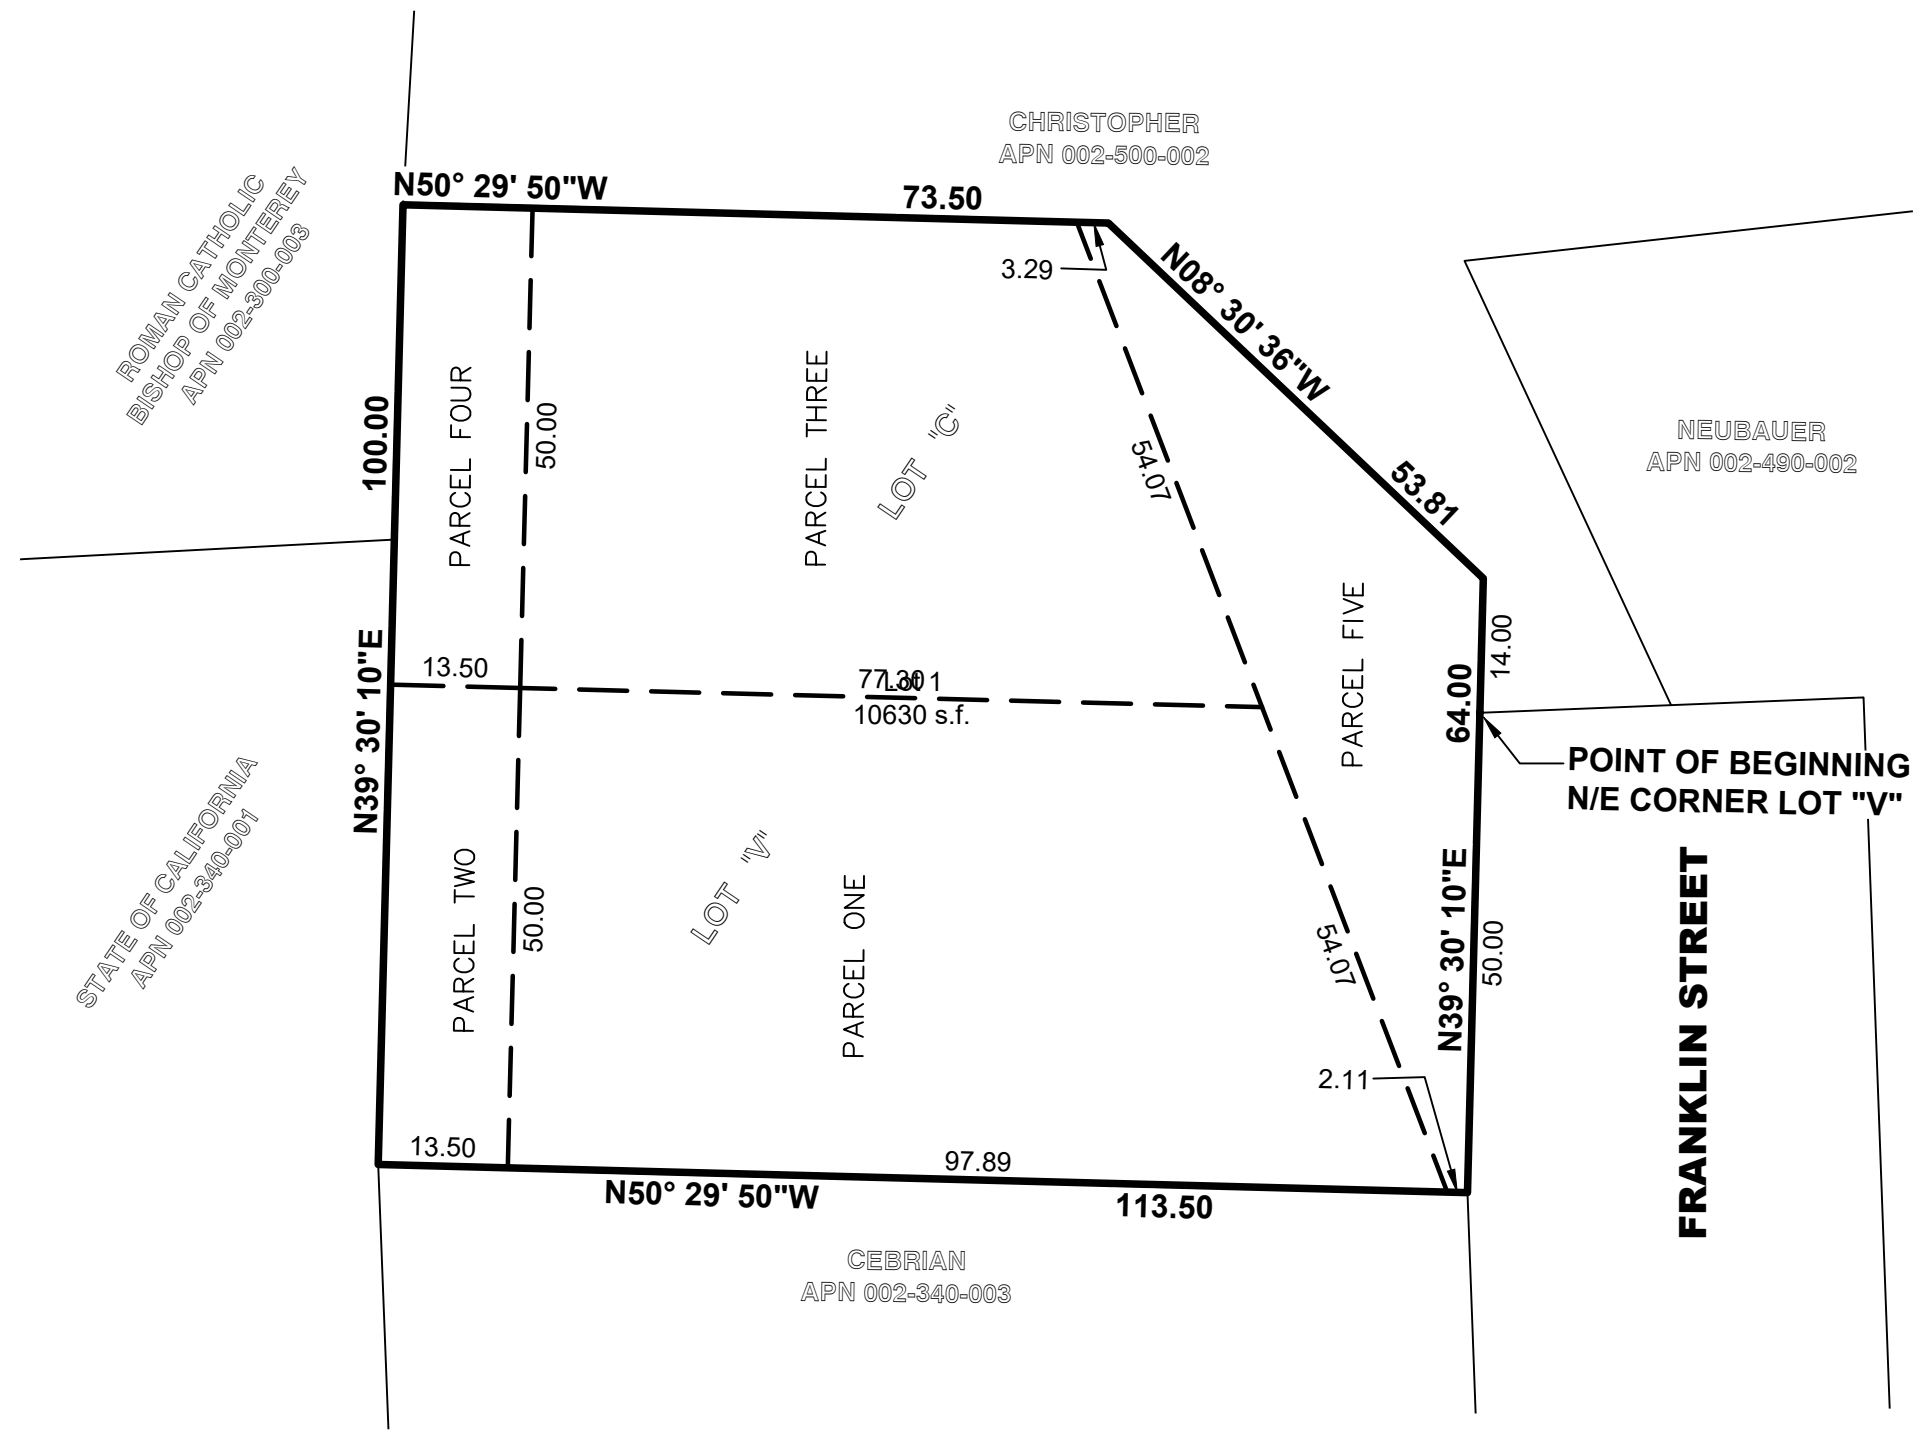 CHRISTOPHER
APN 002-500-002
N50° 29' 50"W
73.50
ROMAN CATHOLIC
BISHOP OF MONTEREY
APN 002-300-003
3.29
N08° 30' 36"W
53.81
NEUBAUER
APN 002-490-002
100.00
PARCEL FOUR
50.00
PARCEL THREE
LOT "C"
54.07
PARCEL FIVE
14.00
N39° 30' 10"E
13.50
77.30
Lot 1
10630 s.f.
64.00
POINT OF BEGINNING
N/E CORNER LOT "V"
STATE OF CALIFORNIA
APN 002-340-001
PARCEL TWO
50.00
LOT "V"
PARCEL ONE
54.07
N39° 30' 10"E
50.00
FRANKLIN STREET
2.11
13.50
97.89
N50° 29' 50"W
113.50
CEBRIAN
APN 002-340-003